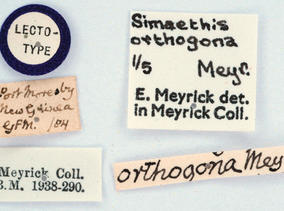 LECTO-
TYPE
Simaethis
orthogona
1/5 Meyr.
E. Meyrick det.
in Meyrick Coll.
Port Moresby
New Guinea
Meyrick Coll.
B.M. 1938-290.
orthogona Mey